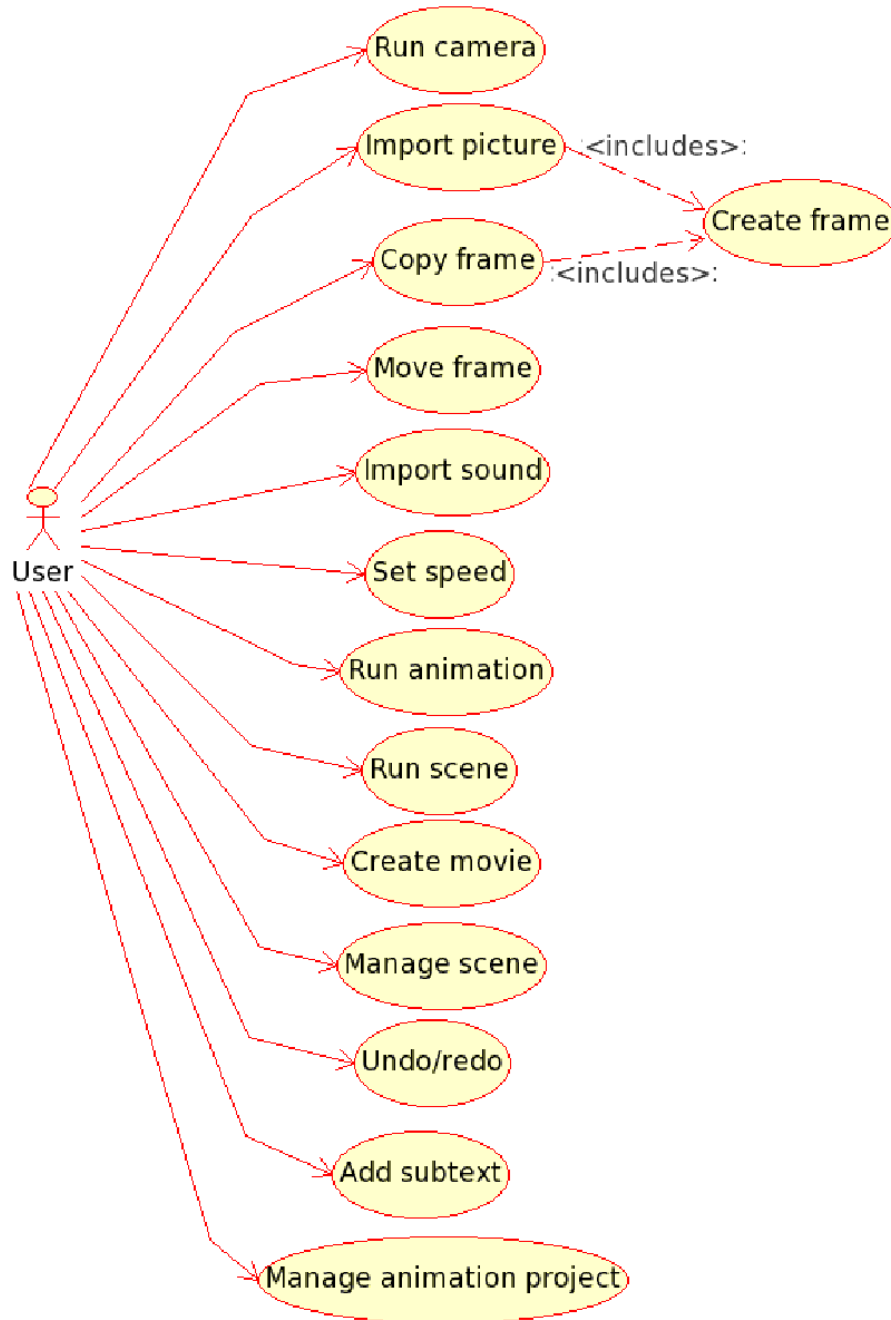 Run camera
Import picture
:<includes>:
Create frame
Copy frame
:<includes>:
Move frame
Import sound
User
Set speed
Run animation
Run scene
Create movie
Manage scene
Undo/redo
Add subtext
Manage animation project